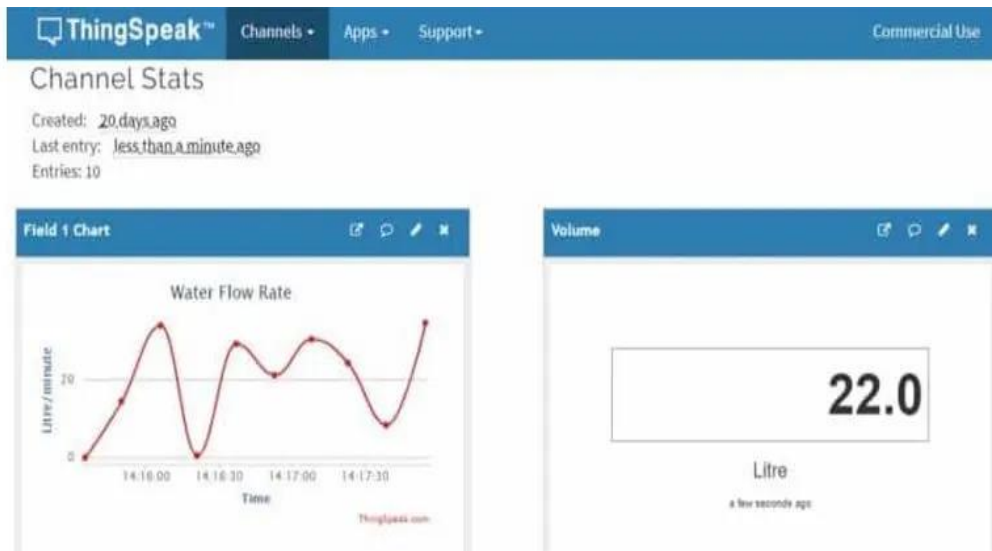 ThingSpeak™ Channels Apps Support Commercial Use
Channel Stats
Created: 20 days ago
Last entry: less than a minute ago
Entries: 10
Field 1 Chart
Water Flow Rate
Litre/minute
20
0
14:16:00 14:16:30 14:17:00 14:17:30
Time
ThingSpeak.com
Volume
22.0
Litre
a few seconds ago